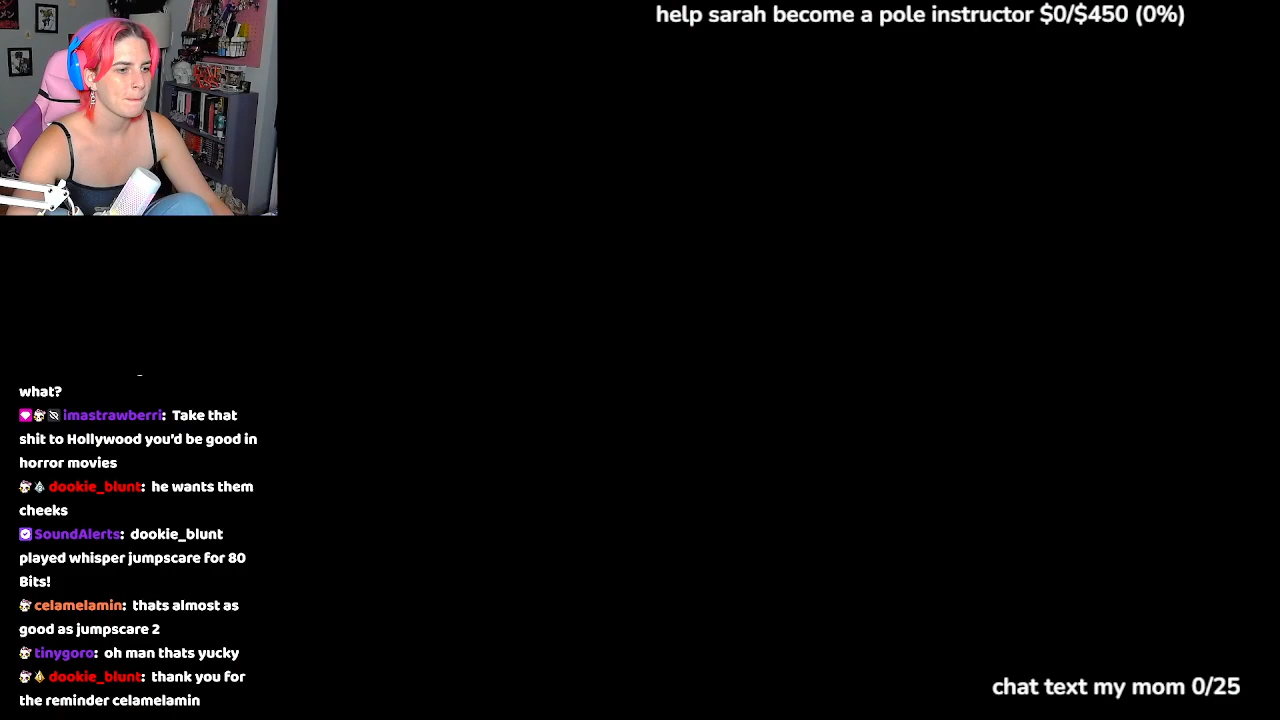 help sarah become a pole instructor $0/$450 (0%)
what?
imastrawberri: Take that
shit to Hollywood you'd be good in
horror movies
dookie_blunt: he wants them
cheeks
SoundAlerts: dookie_blunt
played whisper jumpscare for 80
Bits!
celamelamin: thats almost as
good as jumpscare 2
tinygoro: oh man thats yucky
dookie_blunt: thank you for
the reminder celamelamin
chat text my mom 0/25